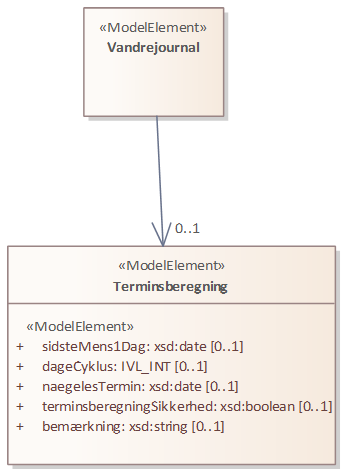 «ModelElement»
Vandrejournal
0..1
«ModelElement»
Terminsberegning
«ModelElement»
+ sidsteMens1Dag: xsd:date [0..1]
+ dageCyklus: IVL_INT [0..1]
+ naegelesTermin: xsd:date [0..1]
+ terminsberegningSikkerhed: xsd:boolean [0..1]
+ bemærkning: xsd:string [0..1]